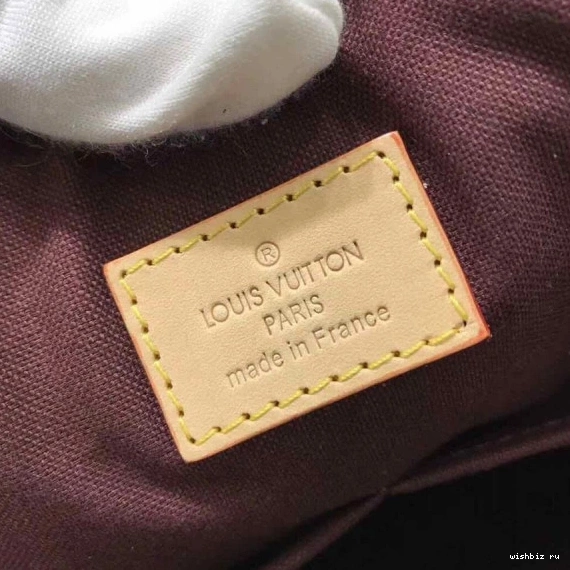 ®
LOUIS VUITTON
PARIS
made in France
wishbiz ru